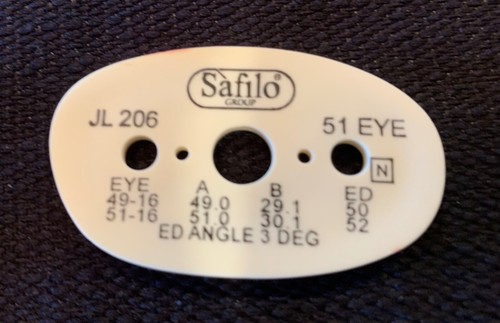 Sàfilo®
GROUP
JL 206
51 EYE
N
EYE A B ED
49-16 49.0 29.1 50
51-16 51.0 30.1 52
ED ANGLE 3 DEG